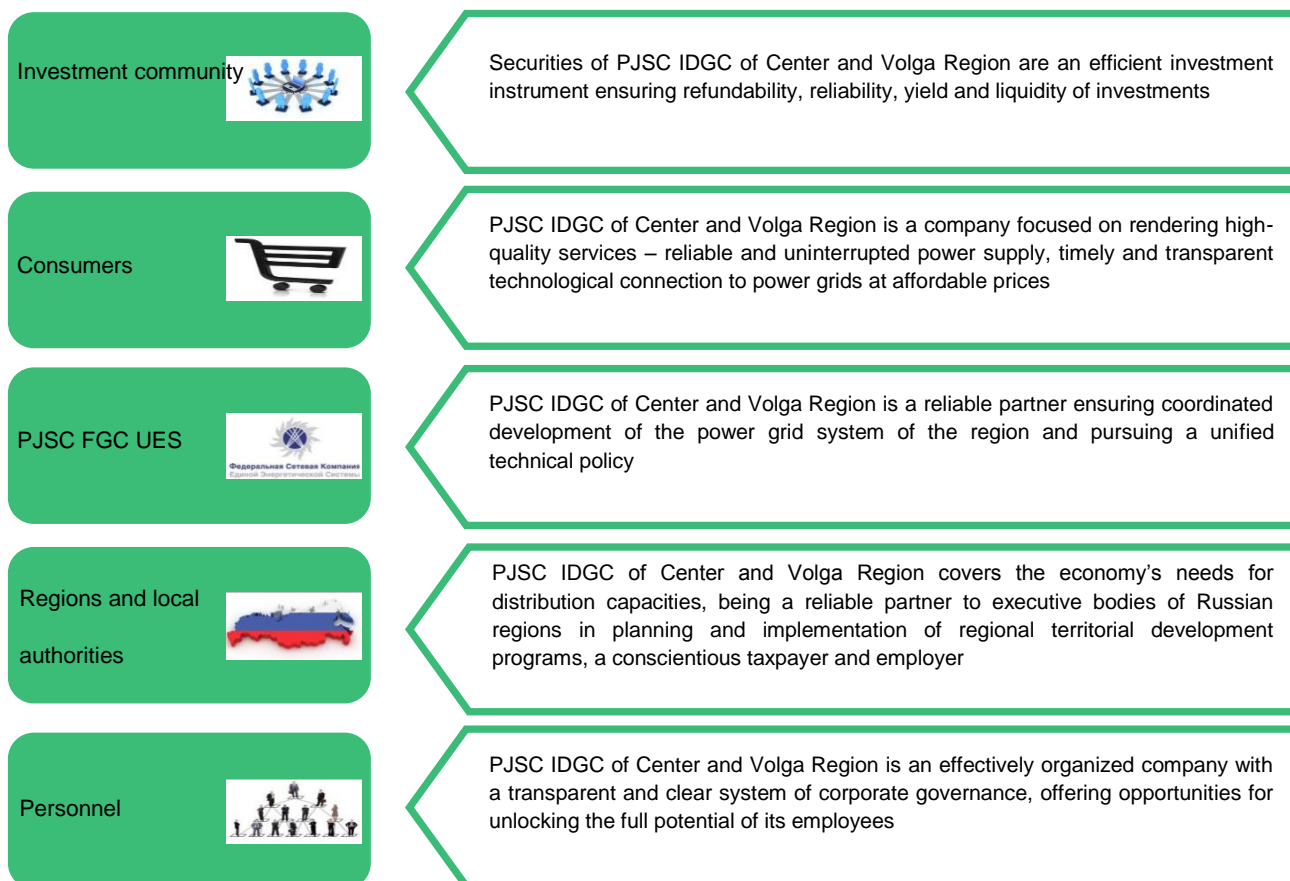 Investment community
Securities of PJSC IDGC of Center and Volga Region are an efficient investment
instrument ensuring refundability, reliability, yield and liquidity of investments
Consumers
PJSC IDGC of Center and Volga Region is a company focused on rendering high-
quality services – reliable and uninterrupted power supply, timely and transparent
technological connection to power grids at affordable prices
PJSC FGC UES
Федеральная Сетевая Компания
Единой Энергетической Системы
PJSC IDGC of Center and Volga Region is a reliable partner ensuring coordinated
development of the power grid system of the region and pursuing a unified
technical policy
Regions and local
authorities
PJSC IDGC of Center and Volga Region covers the economy’s needs for
distribution capacities, being a reliable partner to executive bodies of Russian
regions in planning and implementation of regional territorial development
programs, a conscientious taxpayer and employer
Personnel
PJSC IDGC of Center and Volga Region is an effectively organized company with
a transparent and clear system of corporate governance, offering opportunities for
unlocking the full potential of its employees